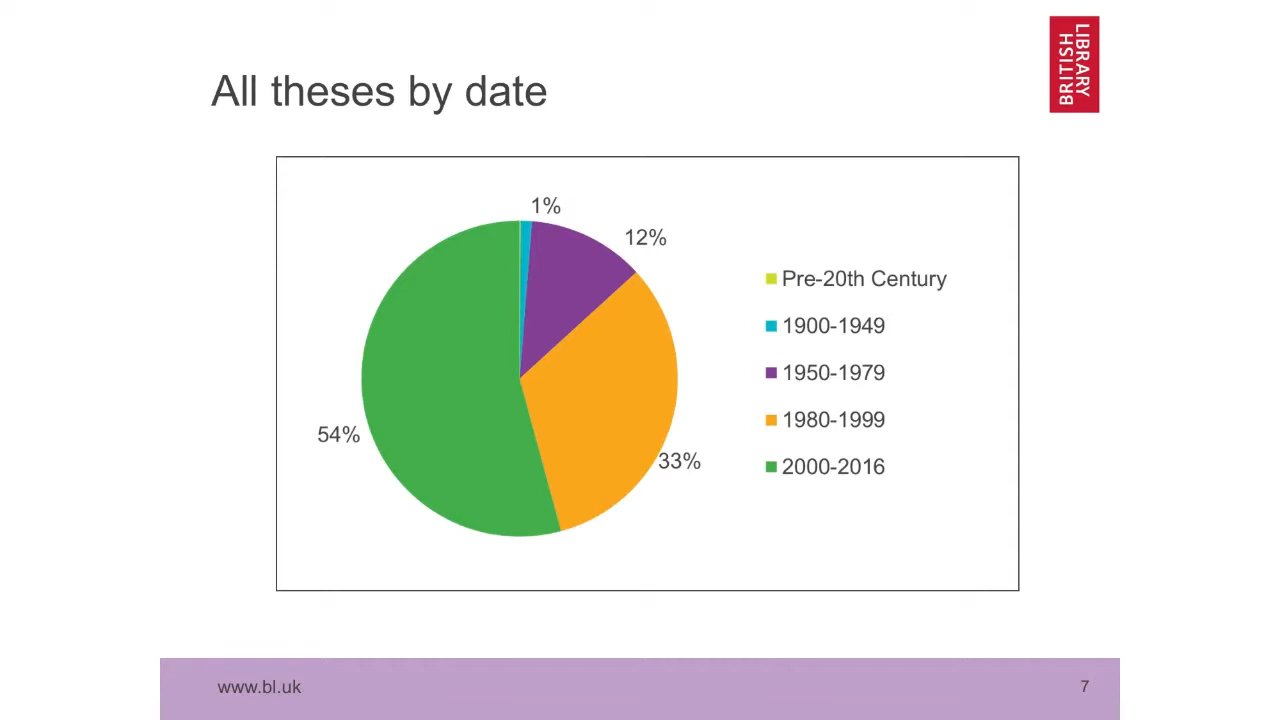 LIBRARY
BRITISH
All theses by date
1%
12%
33%
54%
Pre-20th Century
1900-1949
1950-1979
1980-1999
2000-2016
www.bl.uk
7